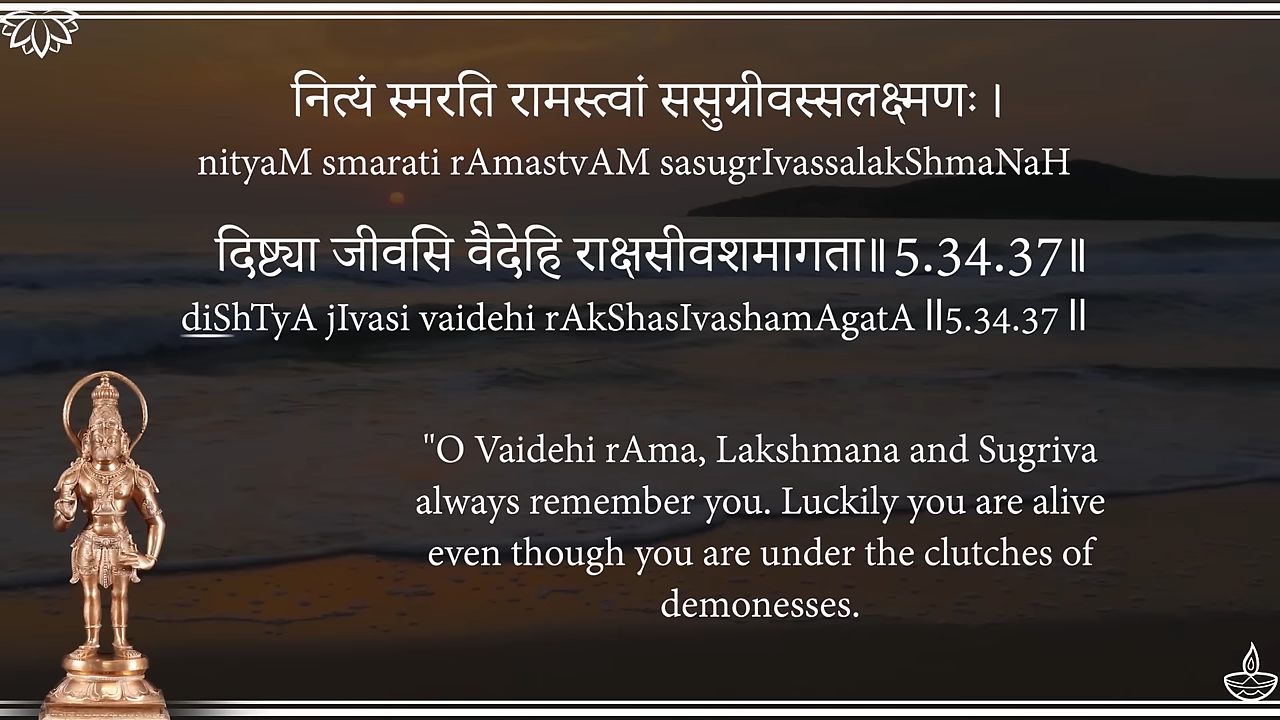 नित्यं स्मरति रामस्त्वां ससुग्रीवस्सलक्ष्मणः ।
nityaM smarati rAmastvAM sasugrIvassalakShmaNaH
दिष्ट्या जीवसि वैदेहि राक्षसीवशमागता॥5.34.37॥
diShTyA jIvasi vaidehi rAkShasIvashamAgatA ॥5.34.37 ॥
"O Vaidehi rAma, Lakshmana and Sugriva
always remember you. Luckily you are alive
even though you are under the clutches of
demonesses.